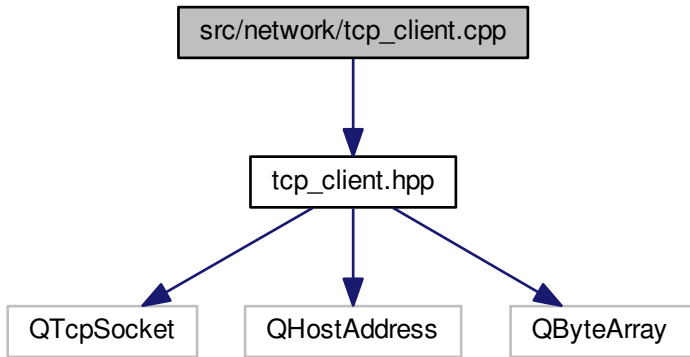 src/network/tcp_client.cpp
tcp_client.hpp
QTcpSocket
QHostAddress
QByteArray